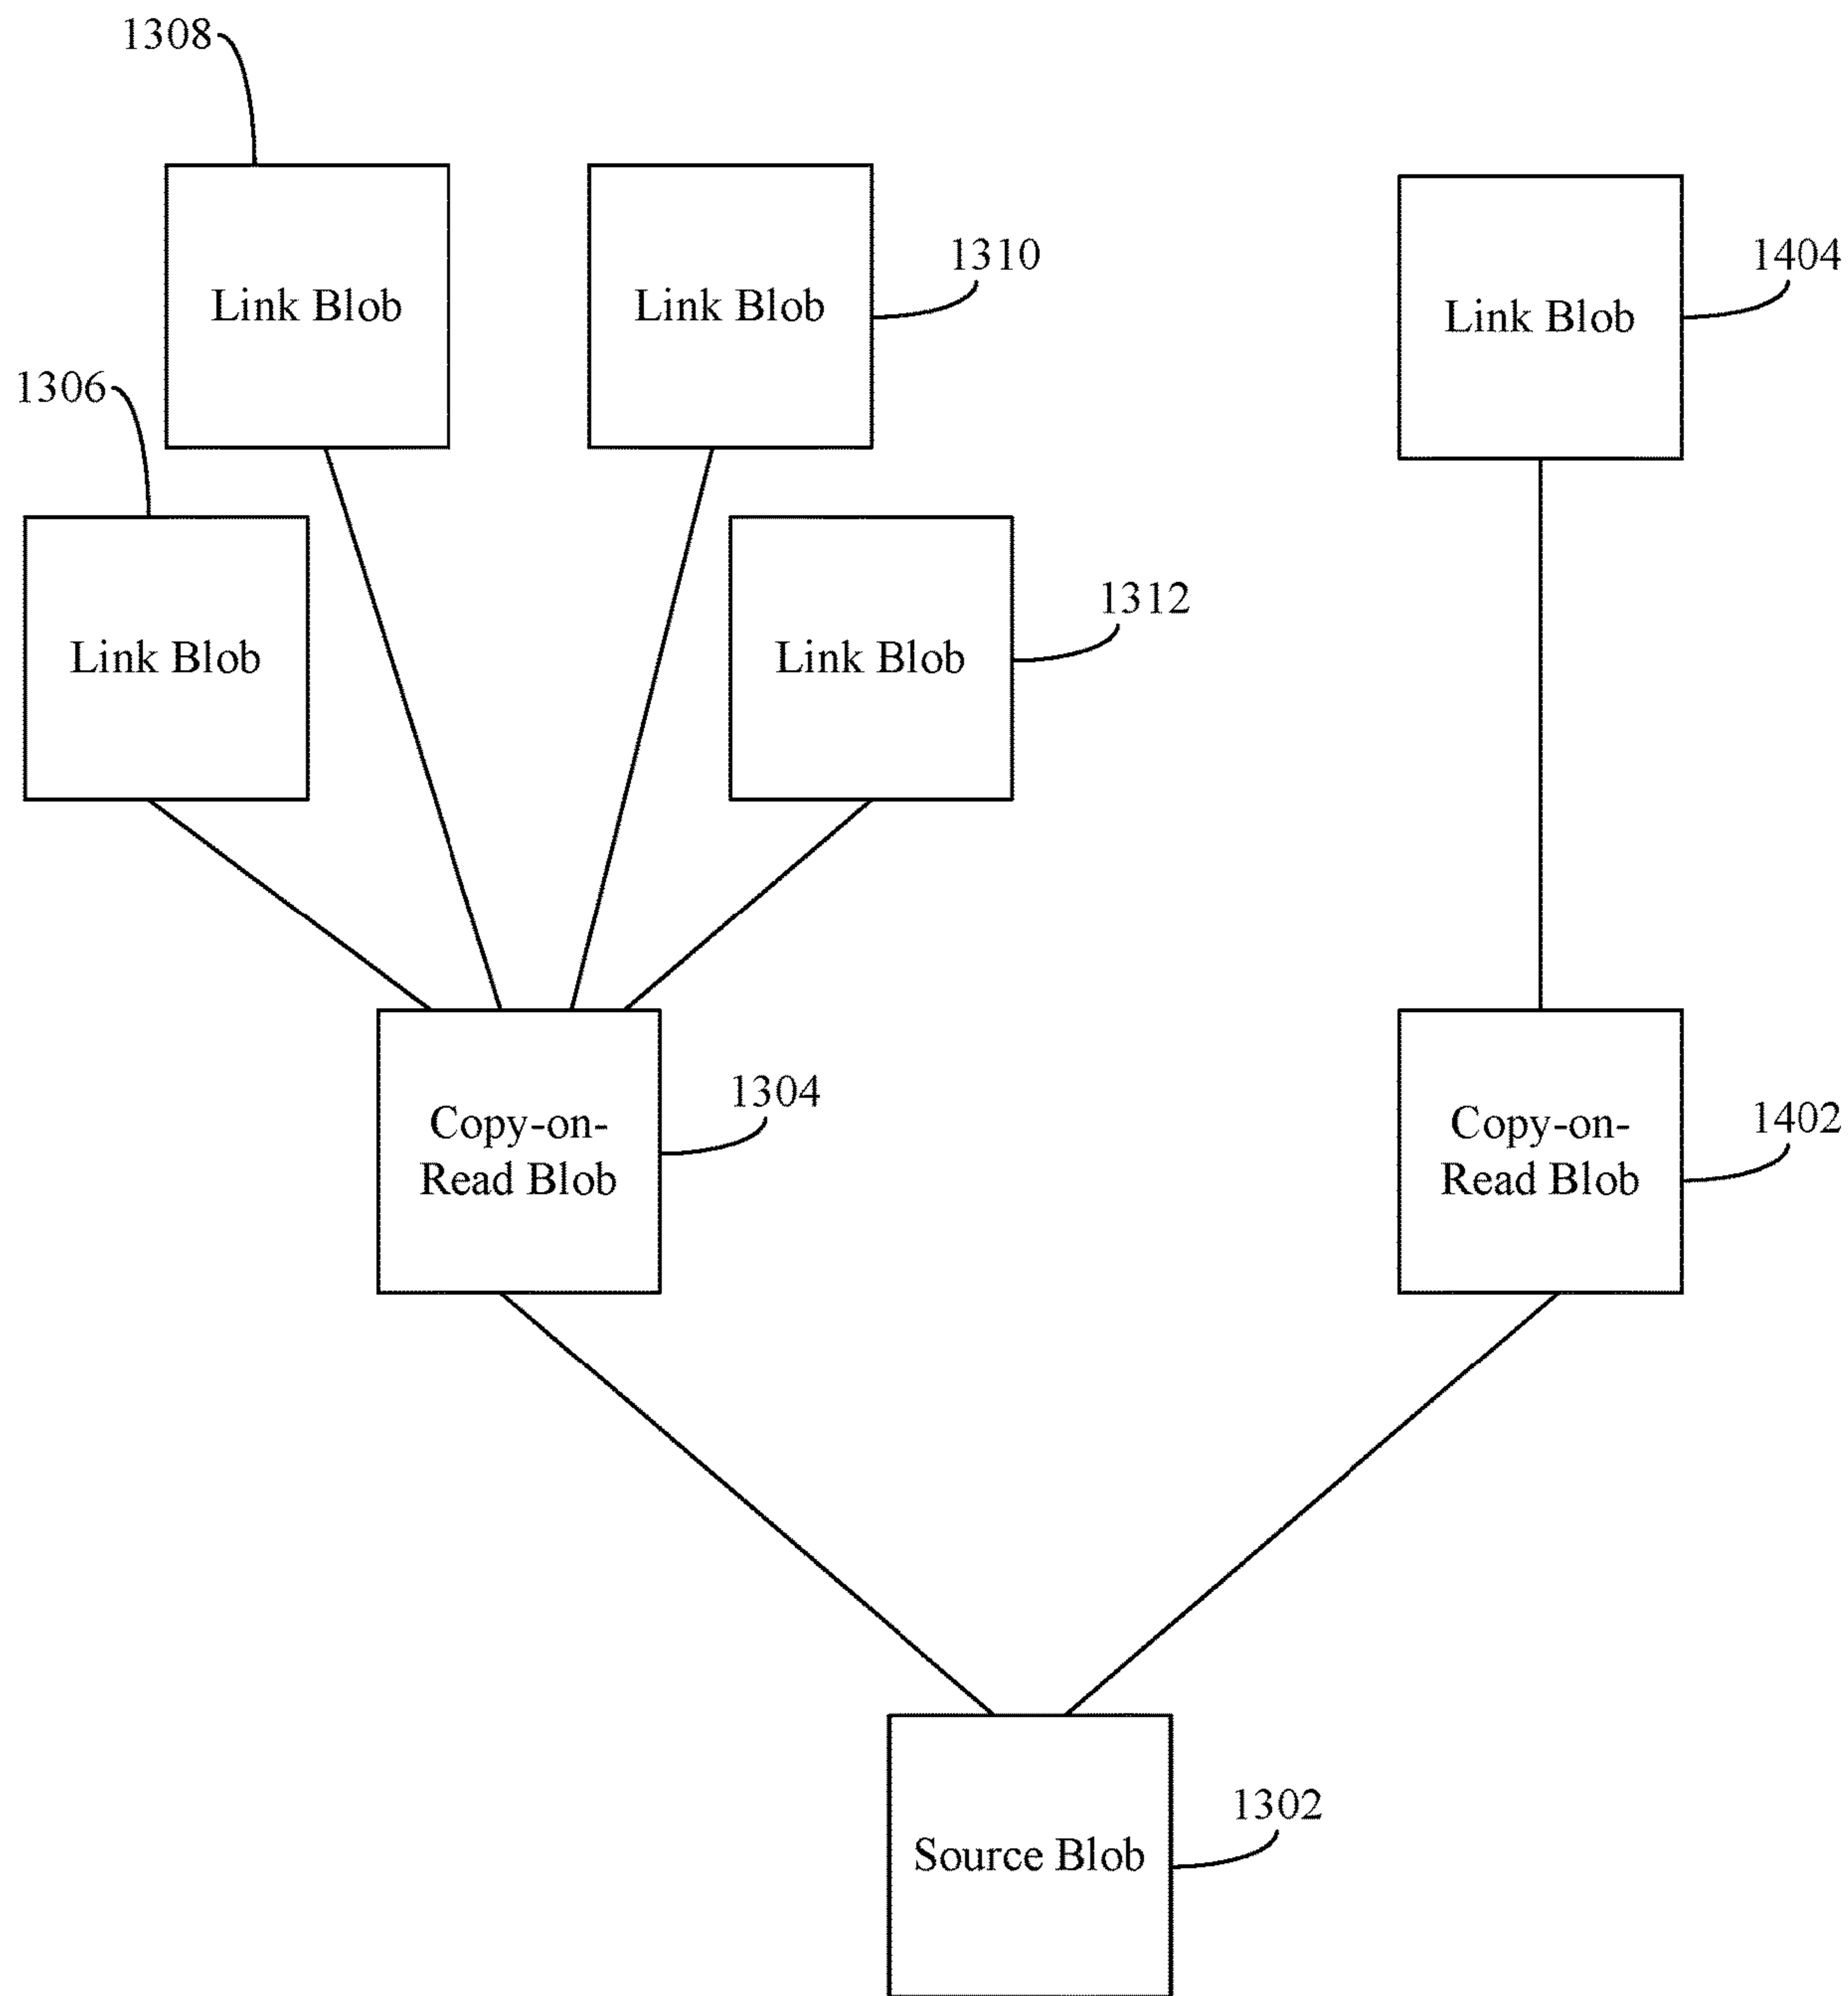 1308
1310
1404
Link Blob
Link Blob
Link Blob
1306
1312
Link Blob
Link Blob
1304
1402
Copy-on-
Read Blob
Copy-on-
Read Blob
1302
Source Blob